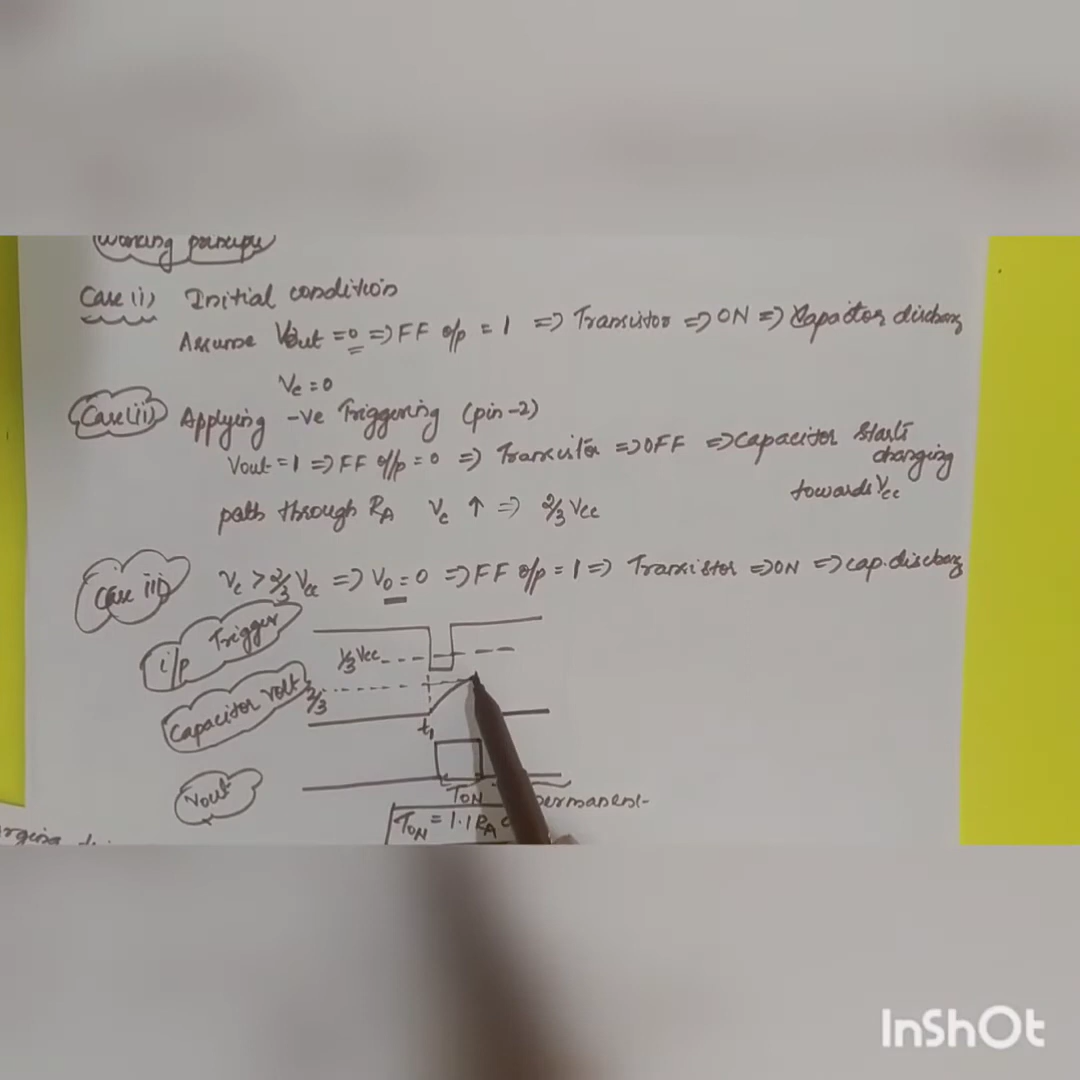 Working principle
Case (i) Initial condition
Assume Vout = 0 => FF o/p = 1 => Transistor => ON => Capacitor discharg
Vc = 0
Case (ii) Applying -ve Triggering (pin-2)
Vout = 1 => FF o/p = 0 => Transistor => OFF => Capacitor starts charging
towards Vcc
path through RA Vc ↑ => 2/3 Vcc
Case iii) Vc > 2/3 Vcc => Vo = 0 => FF o/p = 1 => Transistor => ON => cap. discharg
i/p Trigger
1/3 Vcc
Capacitor volt
2/3
t1
Vout
TON permanent
TON = 1.1 RA
InShOt